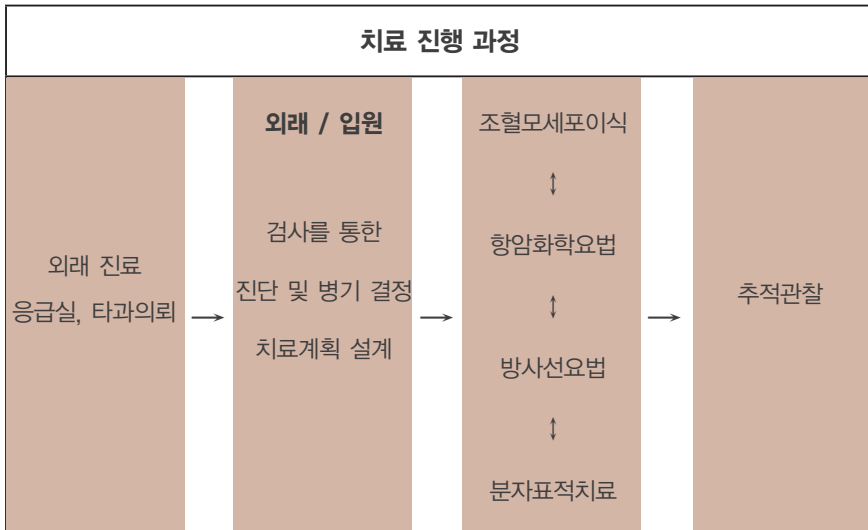 치료 진행 과정
외래 진료
응급실, 타과의뢰
→
외래 / 입원
검사를 통한
진단 및 병기 결정
치료계획 설계
→
조혈모세포이식
↕
항암화학요법
↕
방사선요법
↕
분자표적치료
→
추적관찰